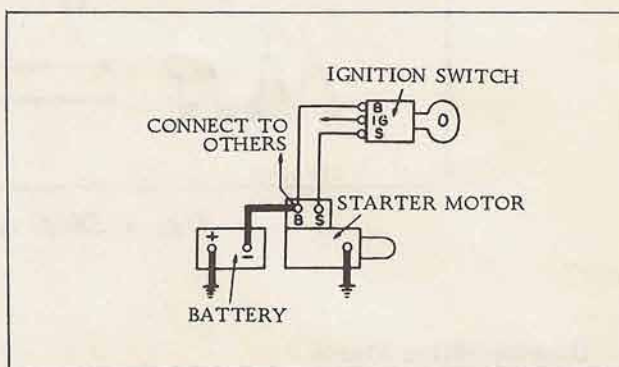 IGNITION SWITCH
B
IG
S
O
CONNECT TO
OTHERS
B S
STARTER MOTOR
+ −
BATTERY